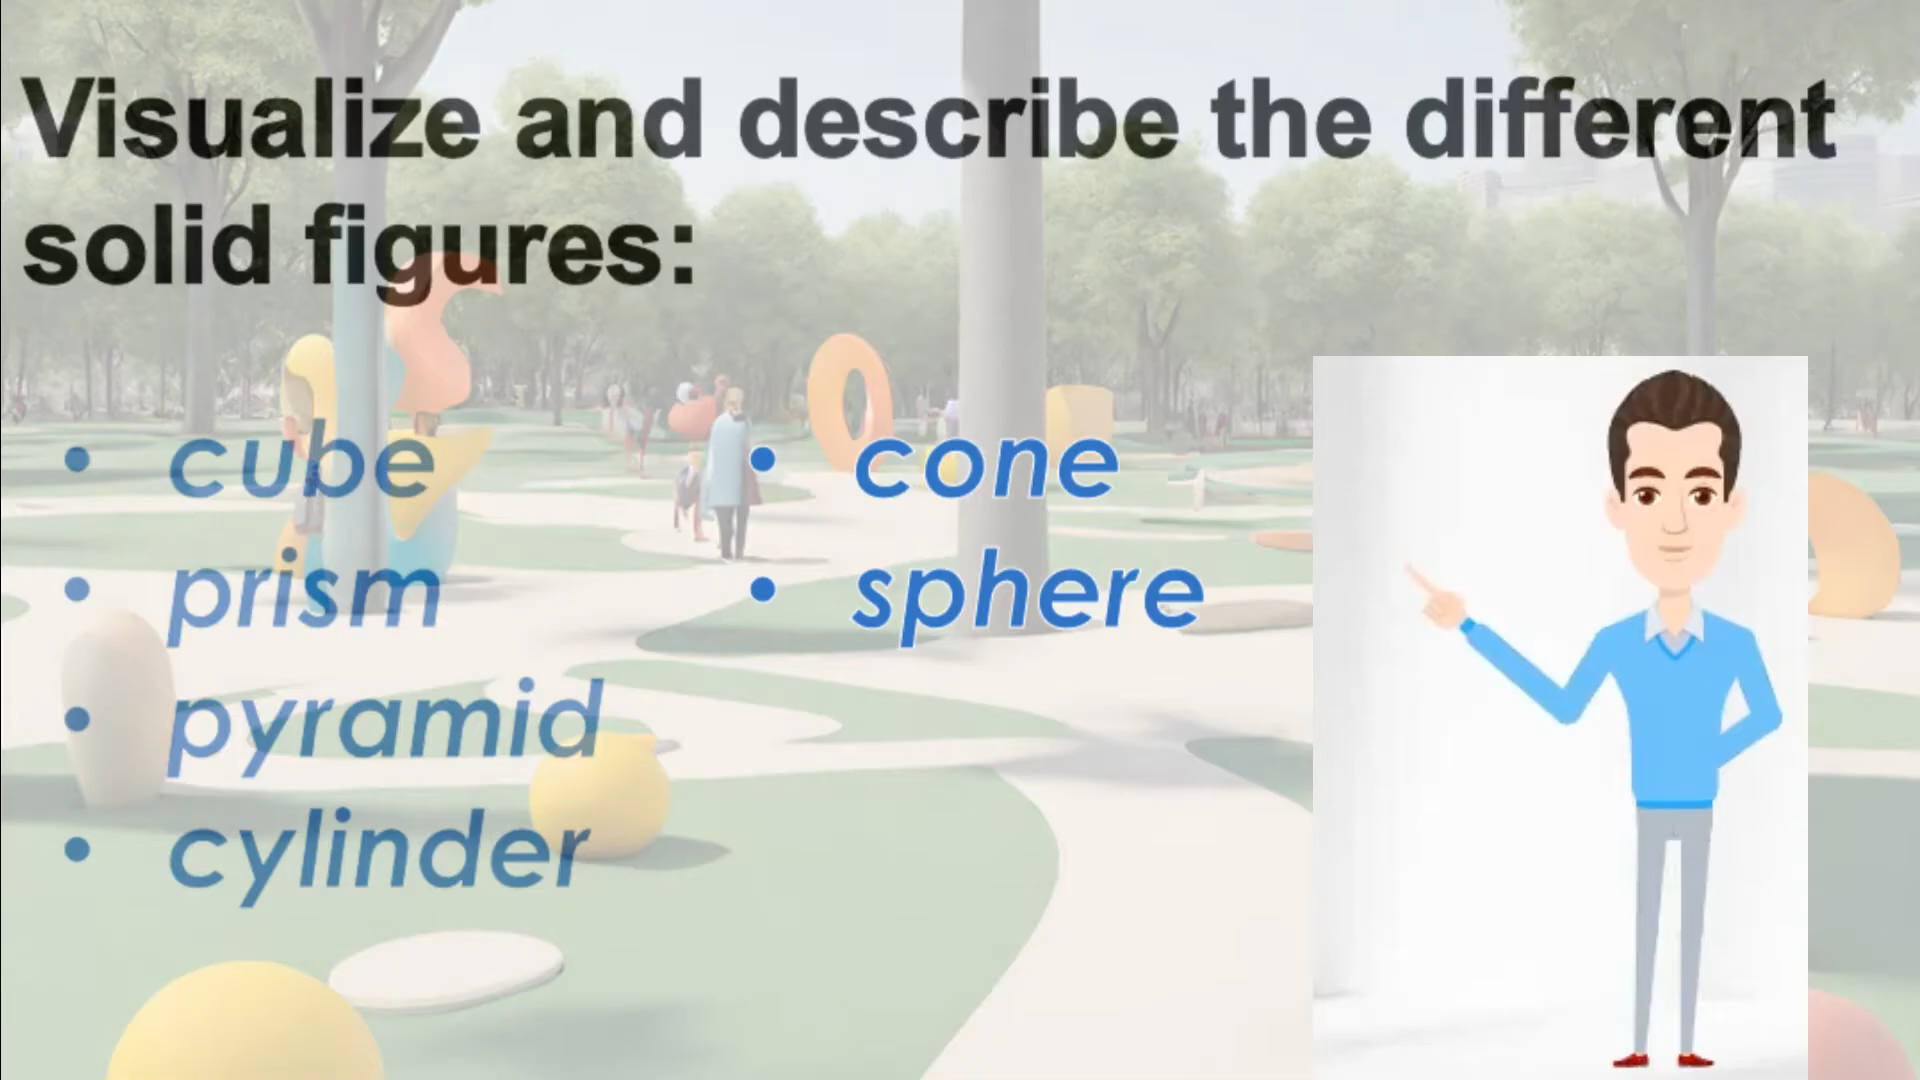 Visualize and describe the different
solid figures:
• cube
• prism
• pyramid
• cylinder
• cone
• sphere